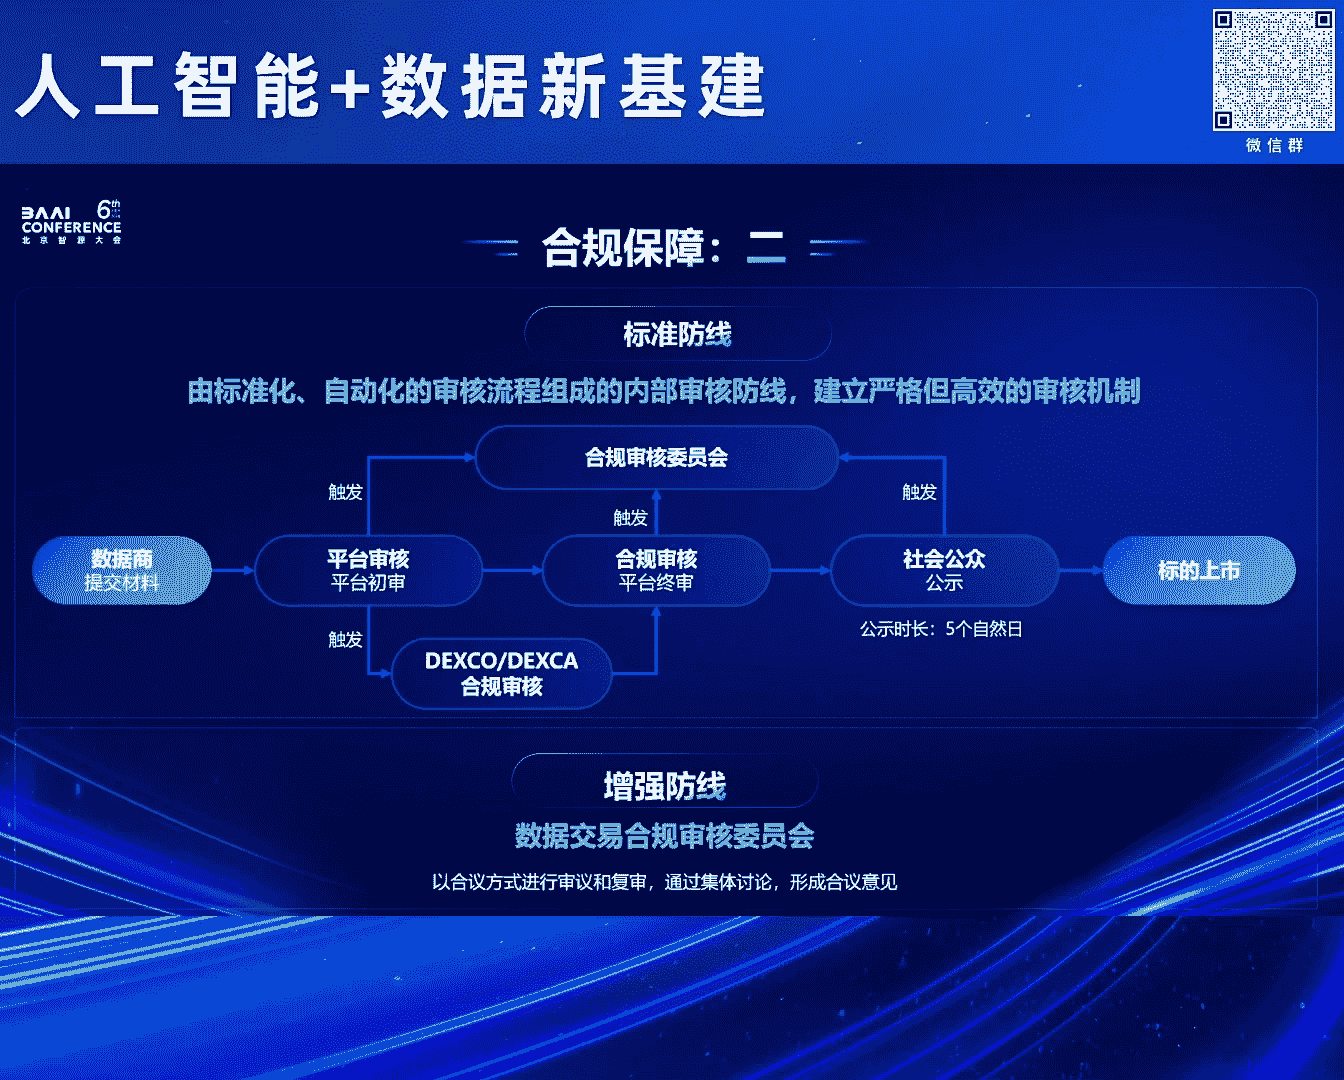 人工智能+数据新基建
微信群
BAAI 6th
CONFERENCE
北京智源大会
合规保障：二
标准防线
由标准化、自动化的审核流程组成的内部审核防线，建立严格但高效的审核机制
合规审核委员会
触发
触发
触发
数据商
提交材料
平台审核
平台初审
合规审核
平台终审
社会公众
公示
标的上市
公示时长：5个自然日
触发
DEXCO/DEXCA
合规审核
增强防线
数据交易合规审核委员会
以合议方式进行审议和复审，通过集体讨论，形成合议意见